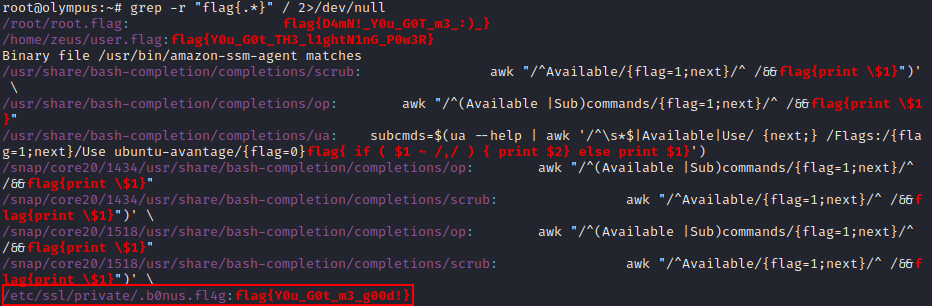 root@olympus:~# grep -r "flag{.*}" / 2>/dev/null
/root/root.flag:                    flag{D4mN!_Y0u_G0T_m3_:)_}
/home/zeus/user.flag:flag{Y0u_G0t_TH3_l1ghtN1nG_P0w3R}
Binary file /usr/bin/amazon-ssm-agent matches
/usr/share/bash-completion/completions/scrub:                    awk "/^Available/{flag=1;next}/^ /&&flag{print \$1}")'
 \
/usr/share/bash-completion/completions/op:        awk "/^(Available |Sub)commands/{flag=1;next}/^ /&&flag{print \$1
}"
/usr/share/bash-completion/completions/ua:    subcmds=$(ua --help | awk '/^\s*$|Available|Use/ {next;} /Flags:/{fla
g=1;next}/Use ubuntu-avantage/{flag=0}flag{ if ( $1 ~ /,/ ) { print $2} else print $1}')
/snap/core20/1434/usr/share/bash-completion/completions/op:        awk "/^(Available |Sub)commands/{flag=1;next}/^
/&&flag{print \$1}"
/snap/core20/1434/usr/share/bash-completion/completions/scrub:                    awk "/^Available/{flag=1;next}/^ /&&f
lag{print \$1}")' \
/snap/core20/1518/usr/share/bash-completion/completions/op:        awk "/^(Available |Sub)commands/{flag=1;next}/^
/&&flag{print \$1}"
/snap/core20/1518/usr/share/bash-completion/completions/scrub:                    awk "/^Available/{flag=1;next}/^ /&&f
lag{print \$1}")' \
/etc/ssl/private/.b0nus.fl4g:flag{Y0u_G0t_m3_g00d!}